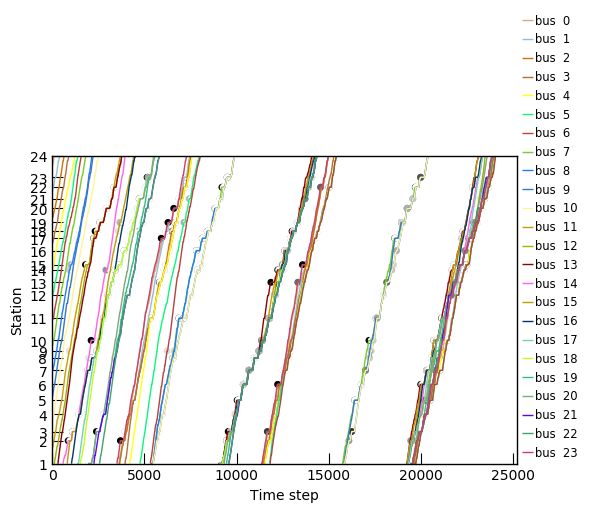 bus 0
bus 1
bus 2
bus 3
bus 4
bus 5
bus 6
bus 7
bus 8
bus 9
bus 10
bus 11
bus 12
bus 13
bus 14
bus 15
bus 16
bus 17
bus 18
bus 19
bus 20
bus 21
bus 22
bus 23
Station
24
23
22
21
20
19
18
17
16
15
14
13
12
11
10
9
8
7
6
5
4
3
2
1
0 5000 10000 15000 20000 25000
Time step